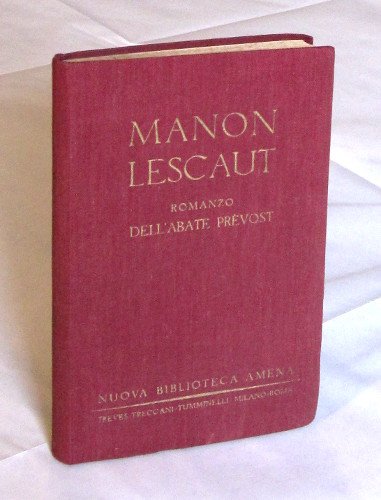 MANON
LESCAUT
ROMANZO
DELL'ABATE PRÉVOST
NUOVA BIBLIOTECA AMENA
TREVES-TRECCANI-TUMMINELLI MILANO-ROMA